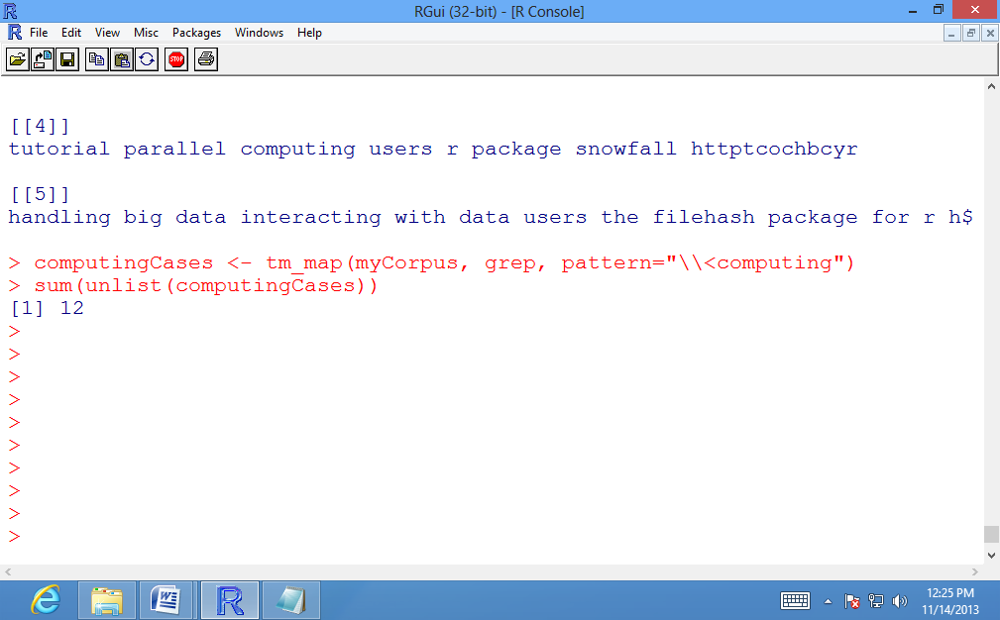 RGui (32-bit) - [R Console]
File Edit View Misc Packages Windows Help
STOP
[[4]]
tutorial parallel computing users r package snowfall httptcochbcyr
[[5]]
handling big data interacting with data users the filehash package for r h$
> computingCases <- tm_map(myCorpus, grep, pattern="\\<computing")
> sum(unlist(computingCases))
[1] 12
>
>
>
>
>
>
>
>
>
>
12:25 PM
11/14/2013